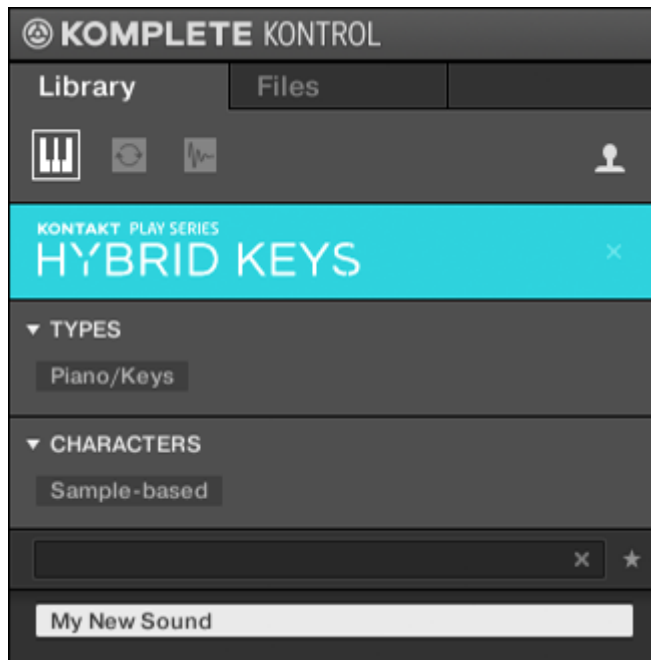 KOMPLETE KONTROL
Library Files
KONTAKT PLAY SERIES
HYBRID KEYS
TYPES
Piano/Keys
CHARACTERS
Sample-based
My New Sound